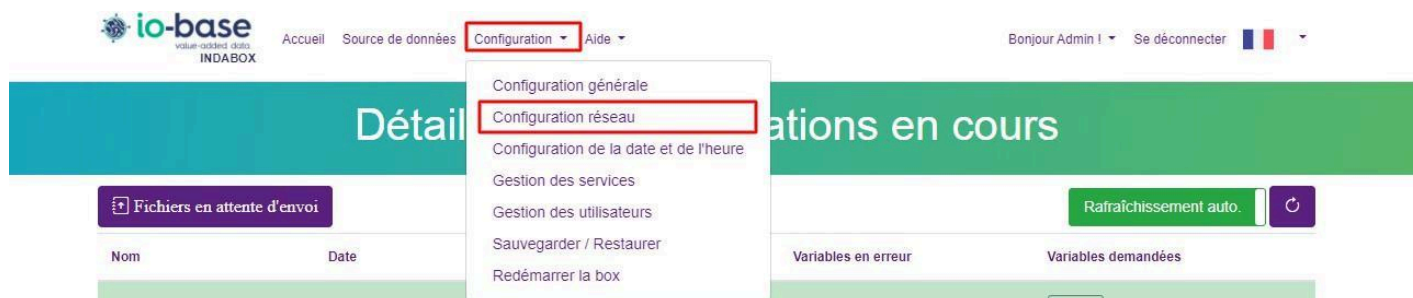 io-base
value-added data
INDABOX
Accueil Source de données Configuration Aide Bonjour Admin ! Se déconnecter
Configuration générale
Configuration réseau
Configuration de la date et de l'heure
Gestion des services
Gestion des utilisateurs
Sauvegarder / Restaurer
Redémarrer la box
Détail ations en cours
Fichiers en attente d'envoi Rafraîchissement auto.
Nom Date Variables en erreur Variables demandées